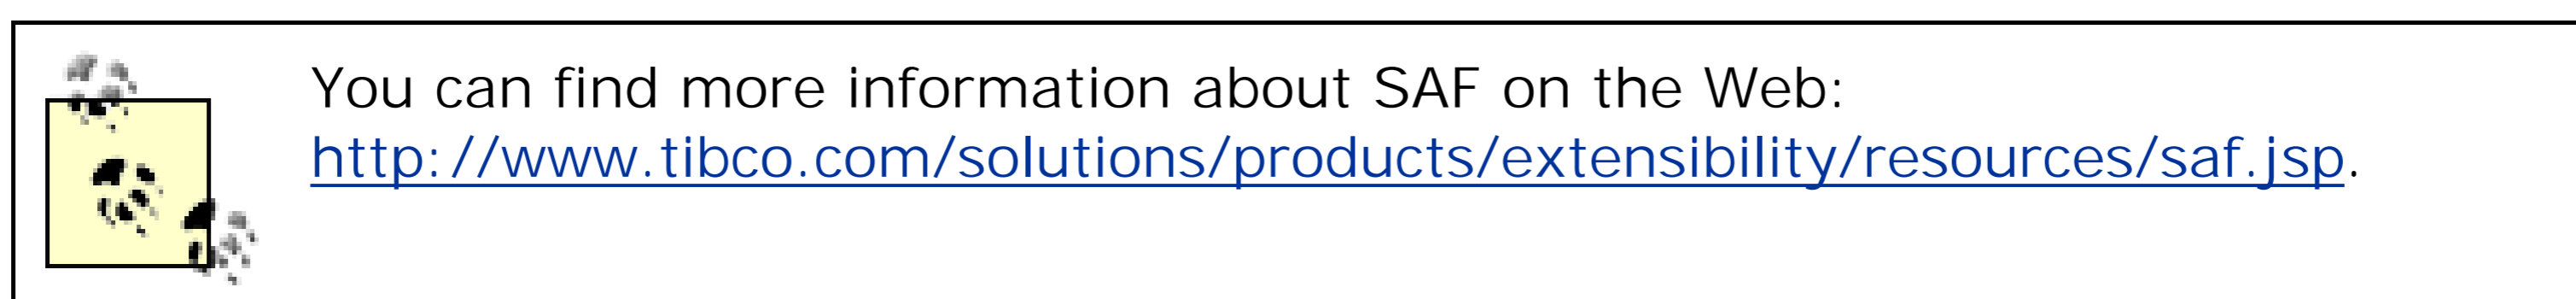 You can find more information about SAF on the Web:
http://www.tibco.com/solutions/products/extensibility/resources/saf.jsp.